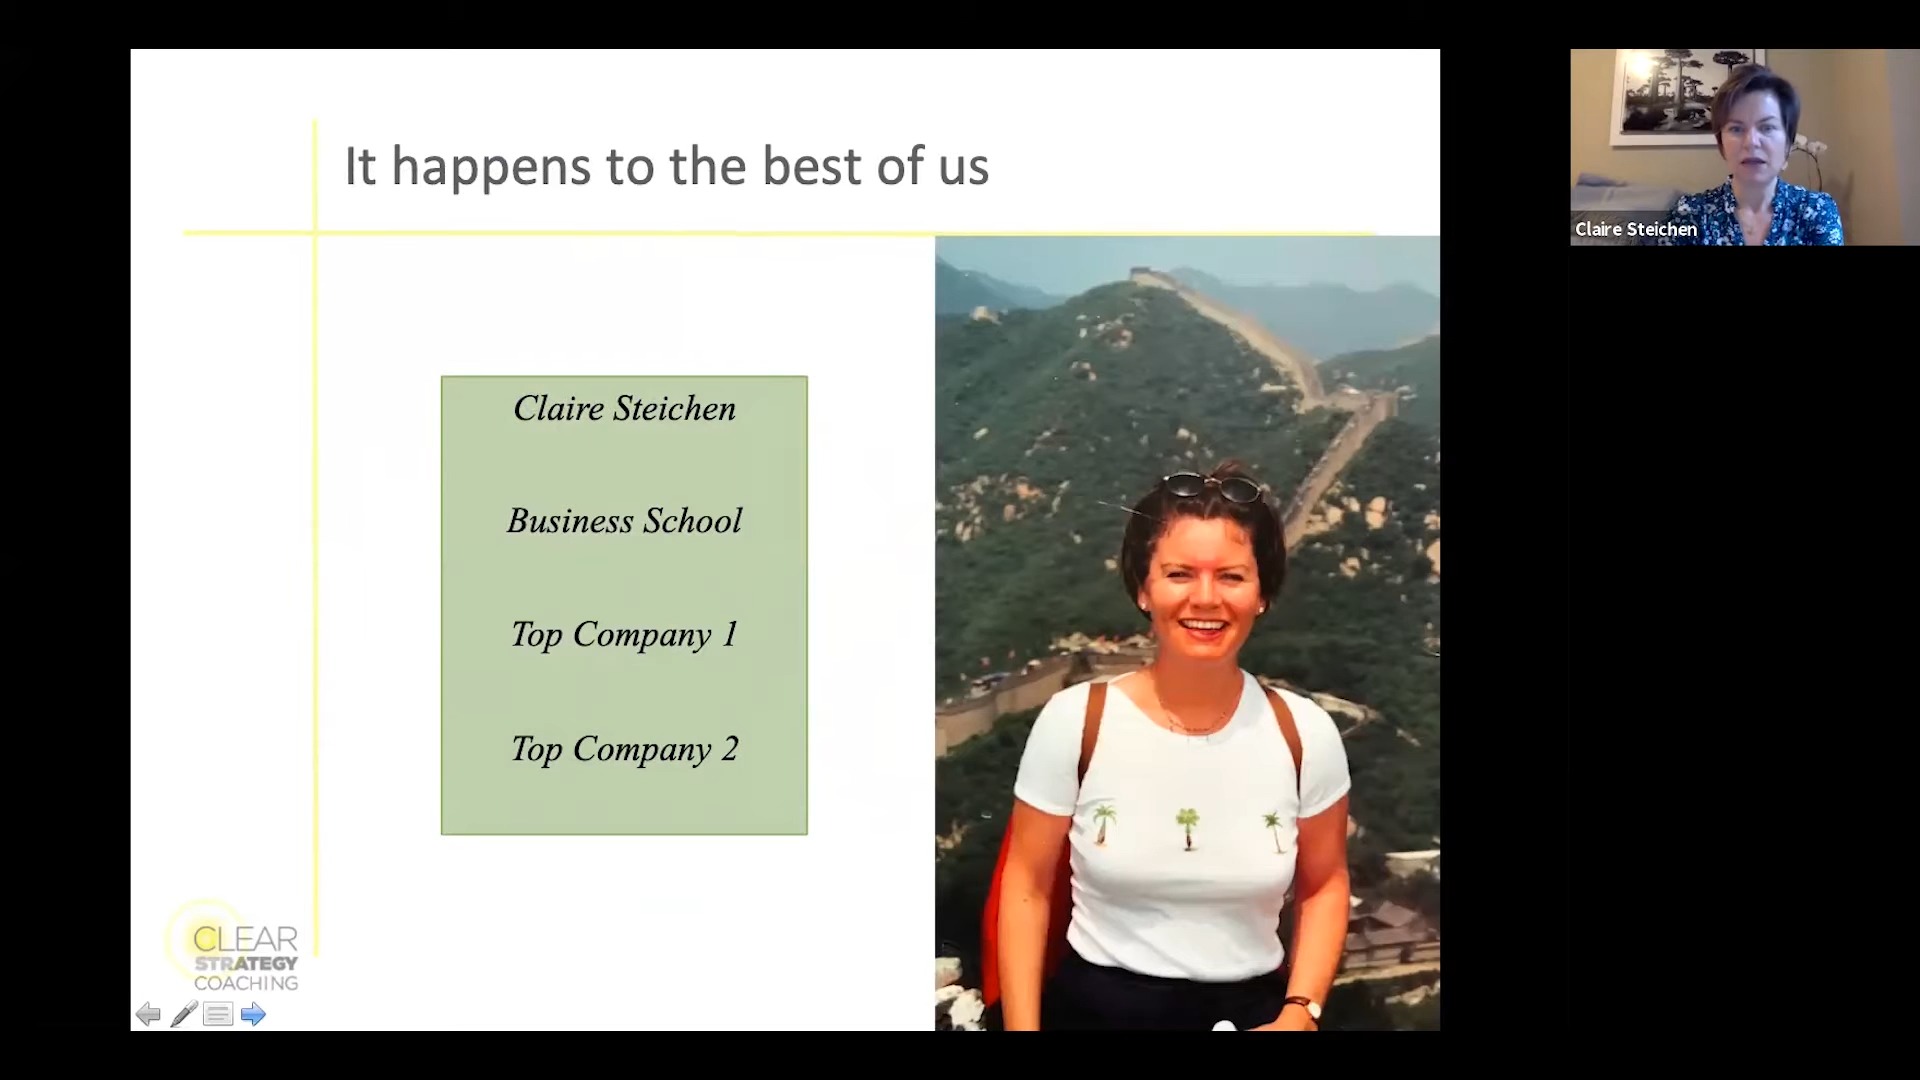 It happens to the best of us
Claire Steichen
Business School
Top Company 1
Top Company 2
CLEAR
STRATEGY
COACHING
Claire Steichen